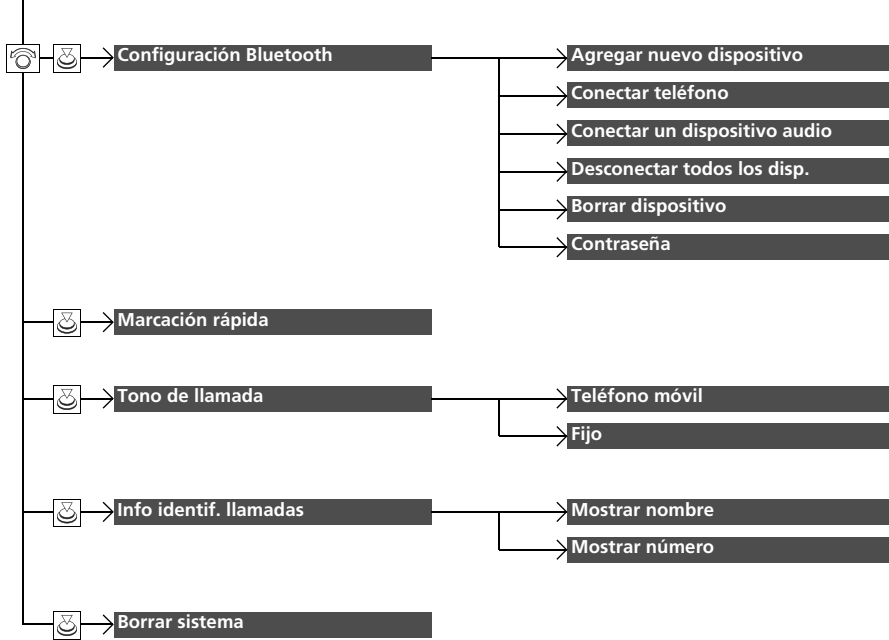 Configuración Bluetooth
Agregar nuevo dispositivo
Conectar teléfono
Conectar un dispositivo audio
Desconectar todos los disp.
Borrar dispositivo
Contraseña
Marcación rápida
Tono de llamada
Teléfono móvil
Fijo
Info identif. llamadas
Mostrar nombre
Mostrar número
Borrar sistema